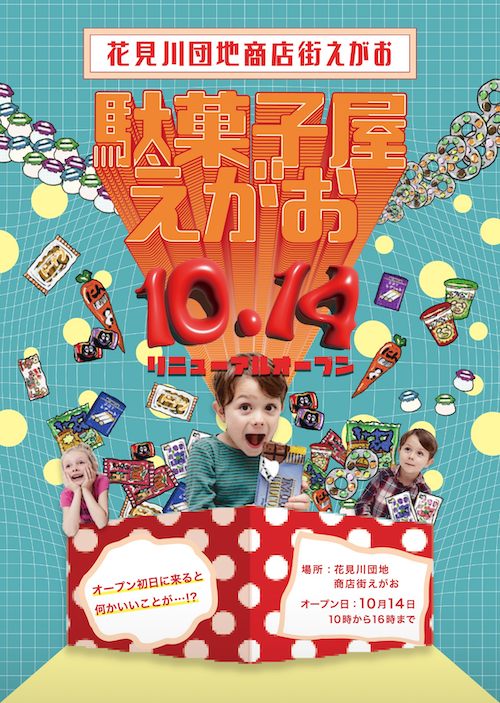 花見川団地商店街えがお
駄菓子屋
えがお
10.14
リニューアルオープン
オープン初日に来ると
何かいいことが…!?
場所：花見川団地
商店街えがお
オープン日：10月14日
10時から16時まで